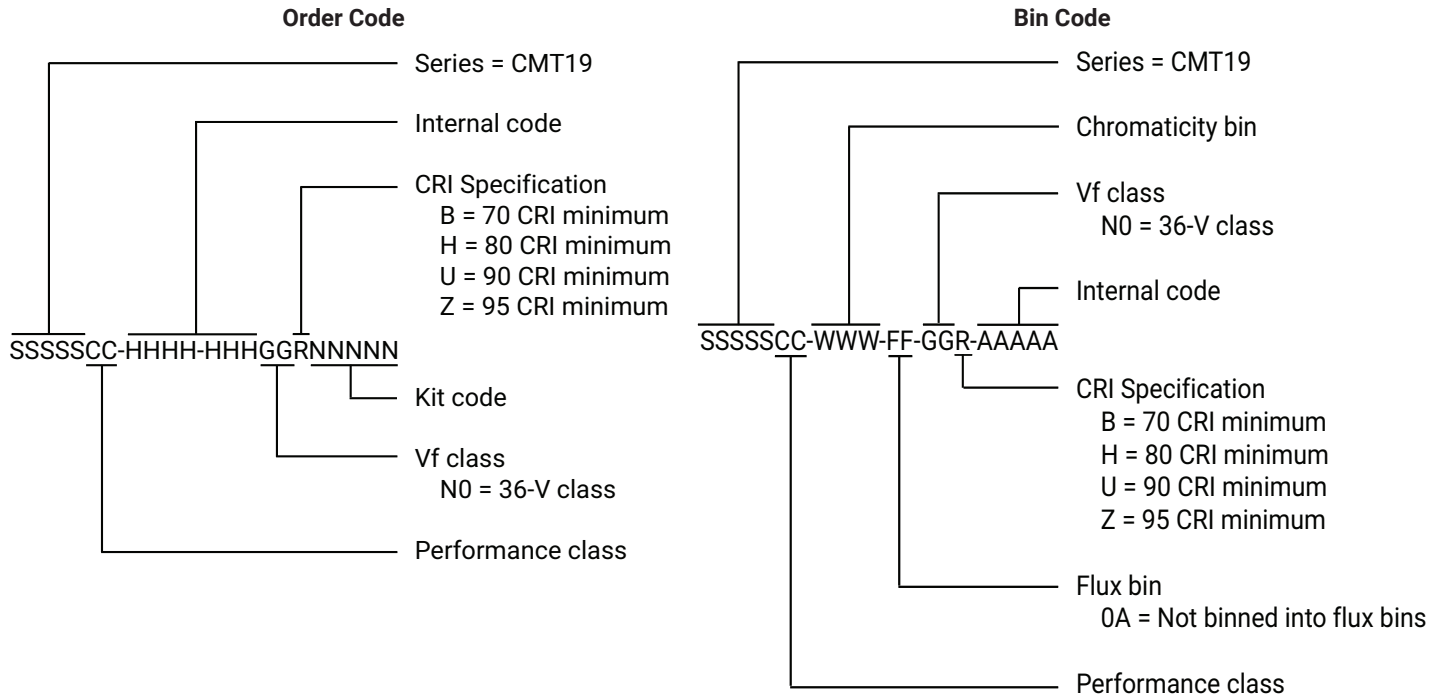 Order Code
Series = CMT19
Internal code
CRI Specification
B = 70 CRI minimum
H = 80 CRI minimum
U = 90 CRI minimum
Z = 95 CRI minimum
SSSSSCC-HHHH-HHHGGRNNNNN
Kit code
Vf class
N0 = 36-V class
Performance class
Bin Code
Series = CMT19
Chromaticity bin
Vf class
N0 = 36-V class
Internal code
SSSSSCC-WWW-FF-GGR-AAAAA
CRI Specification
B = 70 CRI minimum
H = 80 CRI minimum
U = 90 CRI minimum
Z = 95 CRI minimum
Flux bin
0A = Not binned into flux bins
Performance class